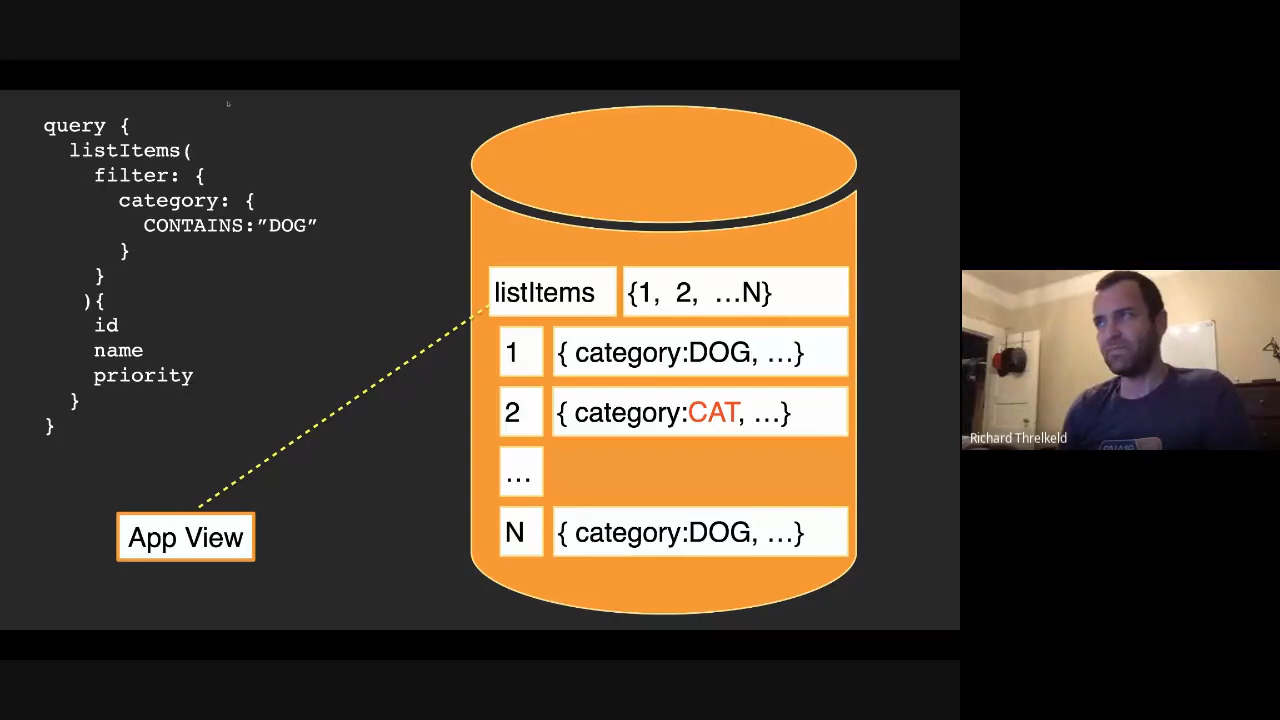 query {
listItems(
filter: {
category: {
CONTAINS:”DOG”
}
}
){
id
name
priority
}
}
App View
listItems {1, 2, …N}
1 { category:DOG, …}
2 { category:CAT, …}
…
N { category:DOG, …}
Richard Threlkeld